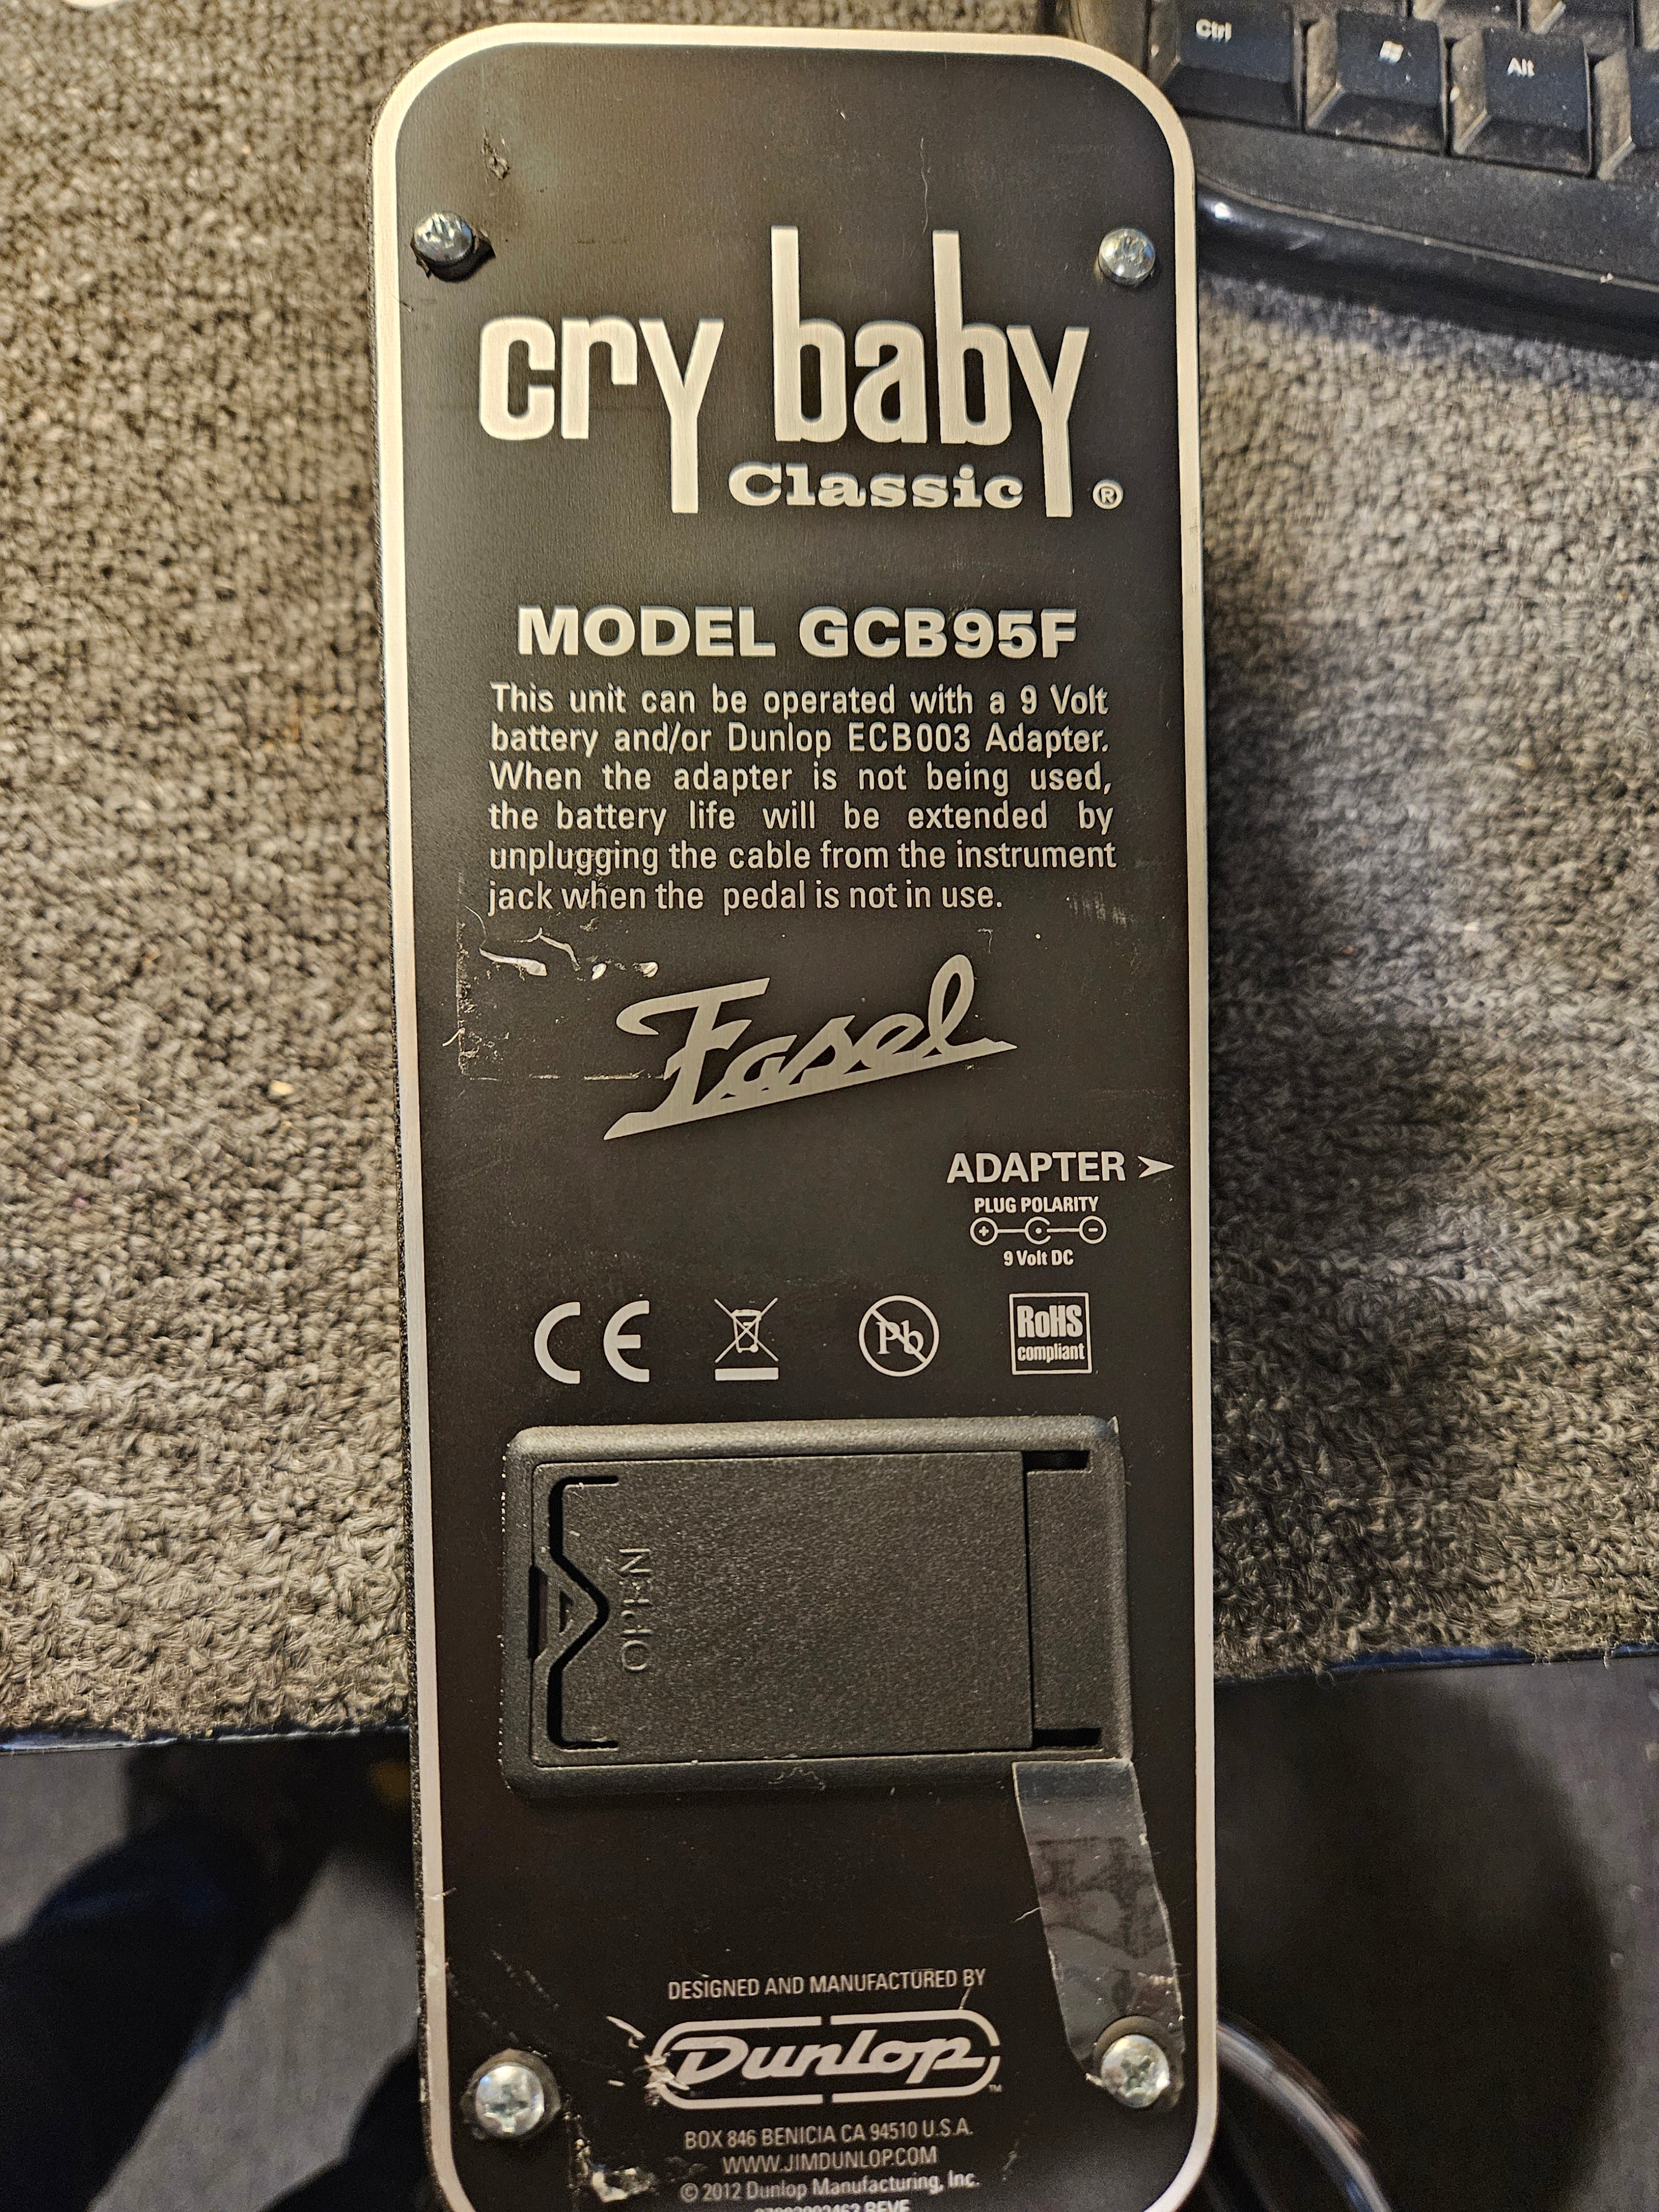 Ctrl
Alt
cry baby
Classic ®
MODEL GCB95F
This unit can be operated with a 9 Volt
battery and/or Dunlop ECB003 Adapter.
When the adapter is not being used,
the battery life will be extended by
unplugging the cable from the instrument
jack when the pedal is not in use.
Fasel
ADAPTER ➤
PLUG POLARITY
+ -
9 Volt DC
CE
Pb
RoHS
compliant
OPEN
DESIGNED AND MANUFACTURED BY
Dunlop™
BOX 846 BENICIA CA 94510 U.S.A.
WWW.JIMDUNLOP.COM
© 2012 Dunlop Manufacturing, Inc.